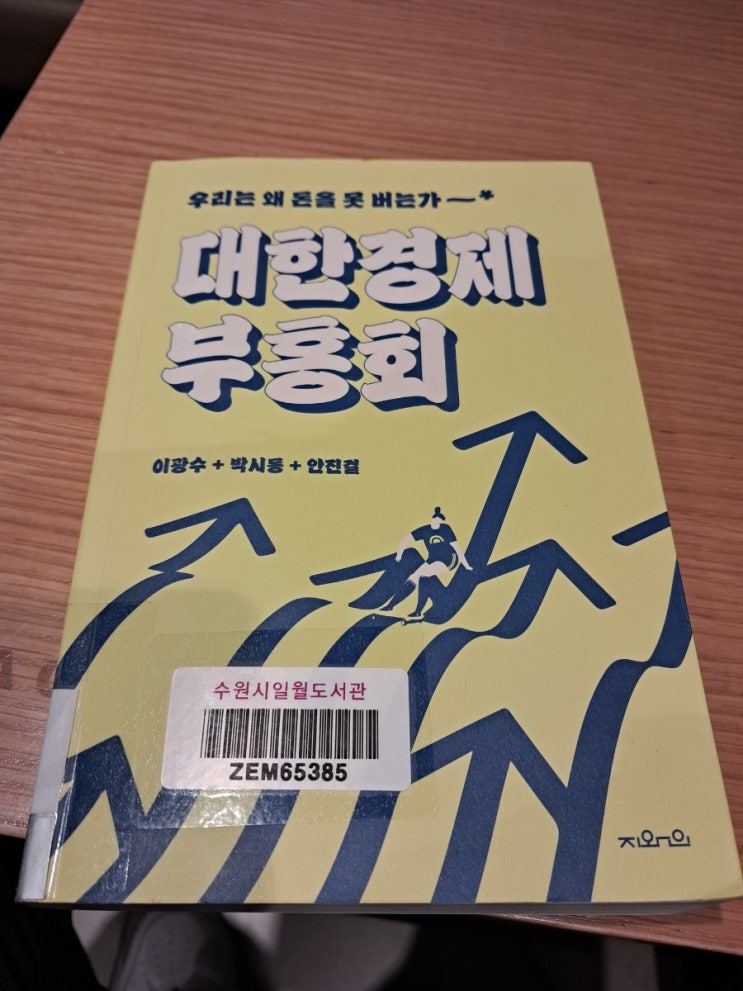 우리는 왜 돈을 못 버는가
대한경제
부흥회
이광수 + 박시동 + 안진걸
수원시일월도서관
ZEM65385
지와인